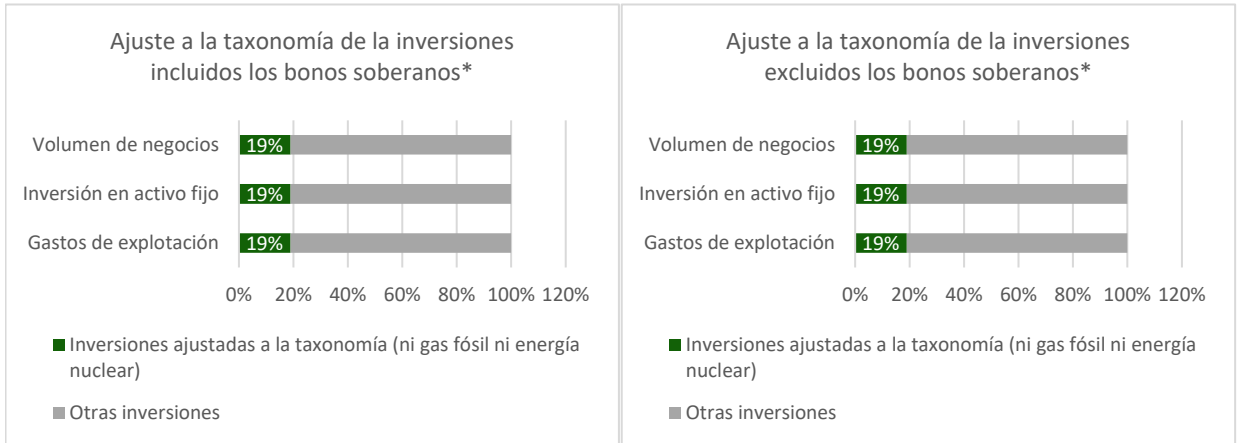 Ajuste a la taxonomía de la inversiones
incluidos los bonos soberanos*
Volumen de negocios
19%
Inversión en activo fijo
19%
Gastos de explotación
19%
0% 20% 40% 60% 80% 100% 120%
Inversiones ajustadas a la taxonomía (ni gas fósil ni energía
nuclear)
Otras inversiones
Ajuste a la taxonomía de la inversiones
excluidos los bonos soberanos*
Volumen de negocios
19%
Inversión en activo fijo
19%
Gastos de explotación
19%
0% 20% 40% 60% 80% 100% 120%
Inversiones ajustadas a la taxonomía (ni gas fósil ni energía
nuclear)
Otras inversiones